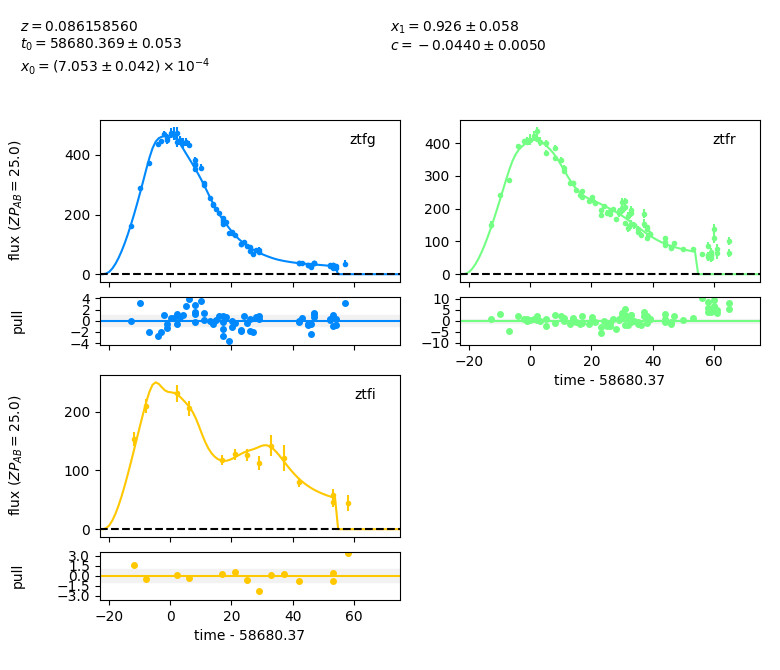 z = 0.086158560
t₀ = 58680.369 ± 0.053
x₀ = (7.053 ± 0.042) × 10⁻⁴
x₁ = 0.926 ± 0.058
c = −0.0440 ± 0.0050
ztfg
flux (ZP_AB = 25.0)
400
200
0
pull
4
2
0
−2
−4
ztfr
400
300
200
100
0
10
5
0
−5
−10
−20 0 20 40 60
time - 58680.37
ztfi
flux (ZP_AB = 25.0)
200
100
0
pull
3.0
1.5
0.0
−1.5
−3.0
−20 0 20 40 60
time - 58680.37